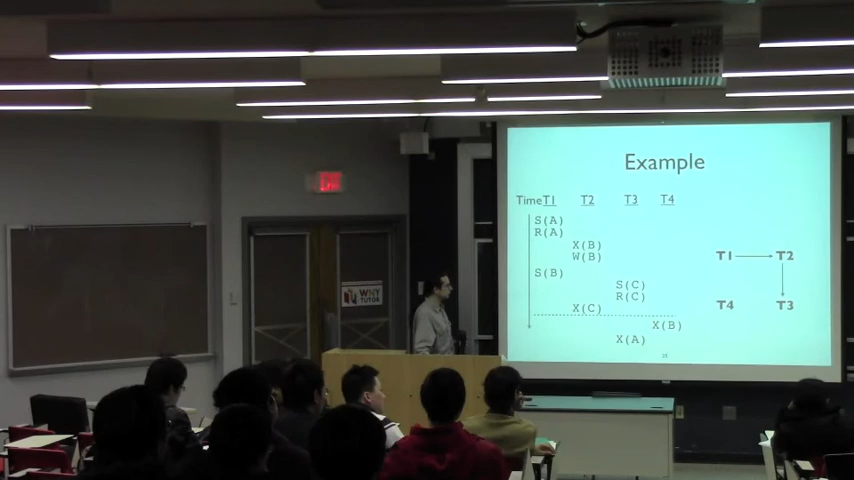 EXIT
WNY
TUTOR
Example
Time T1 T2 T3 T4
S(A)
R(A)
X(B)
W(B)
S(B)
S(C)
R(C)
X(C)
X(B)
X(A)
T1 T2
T4 T3